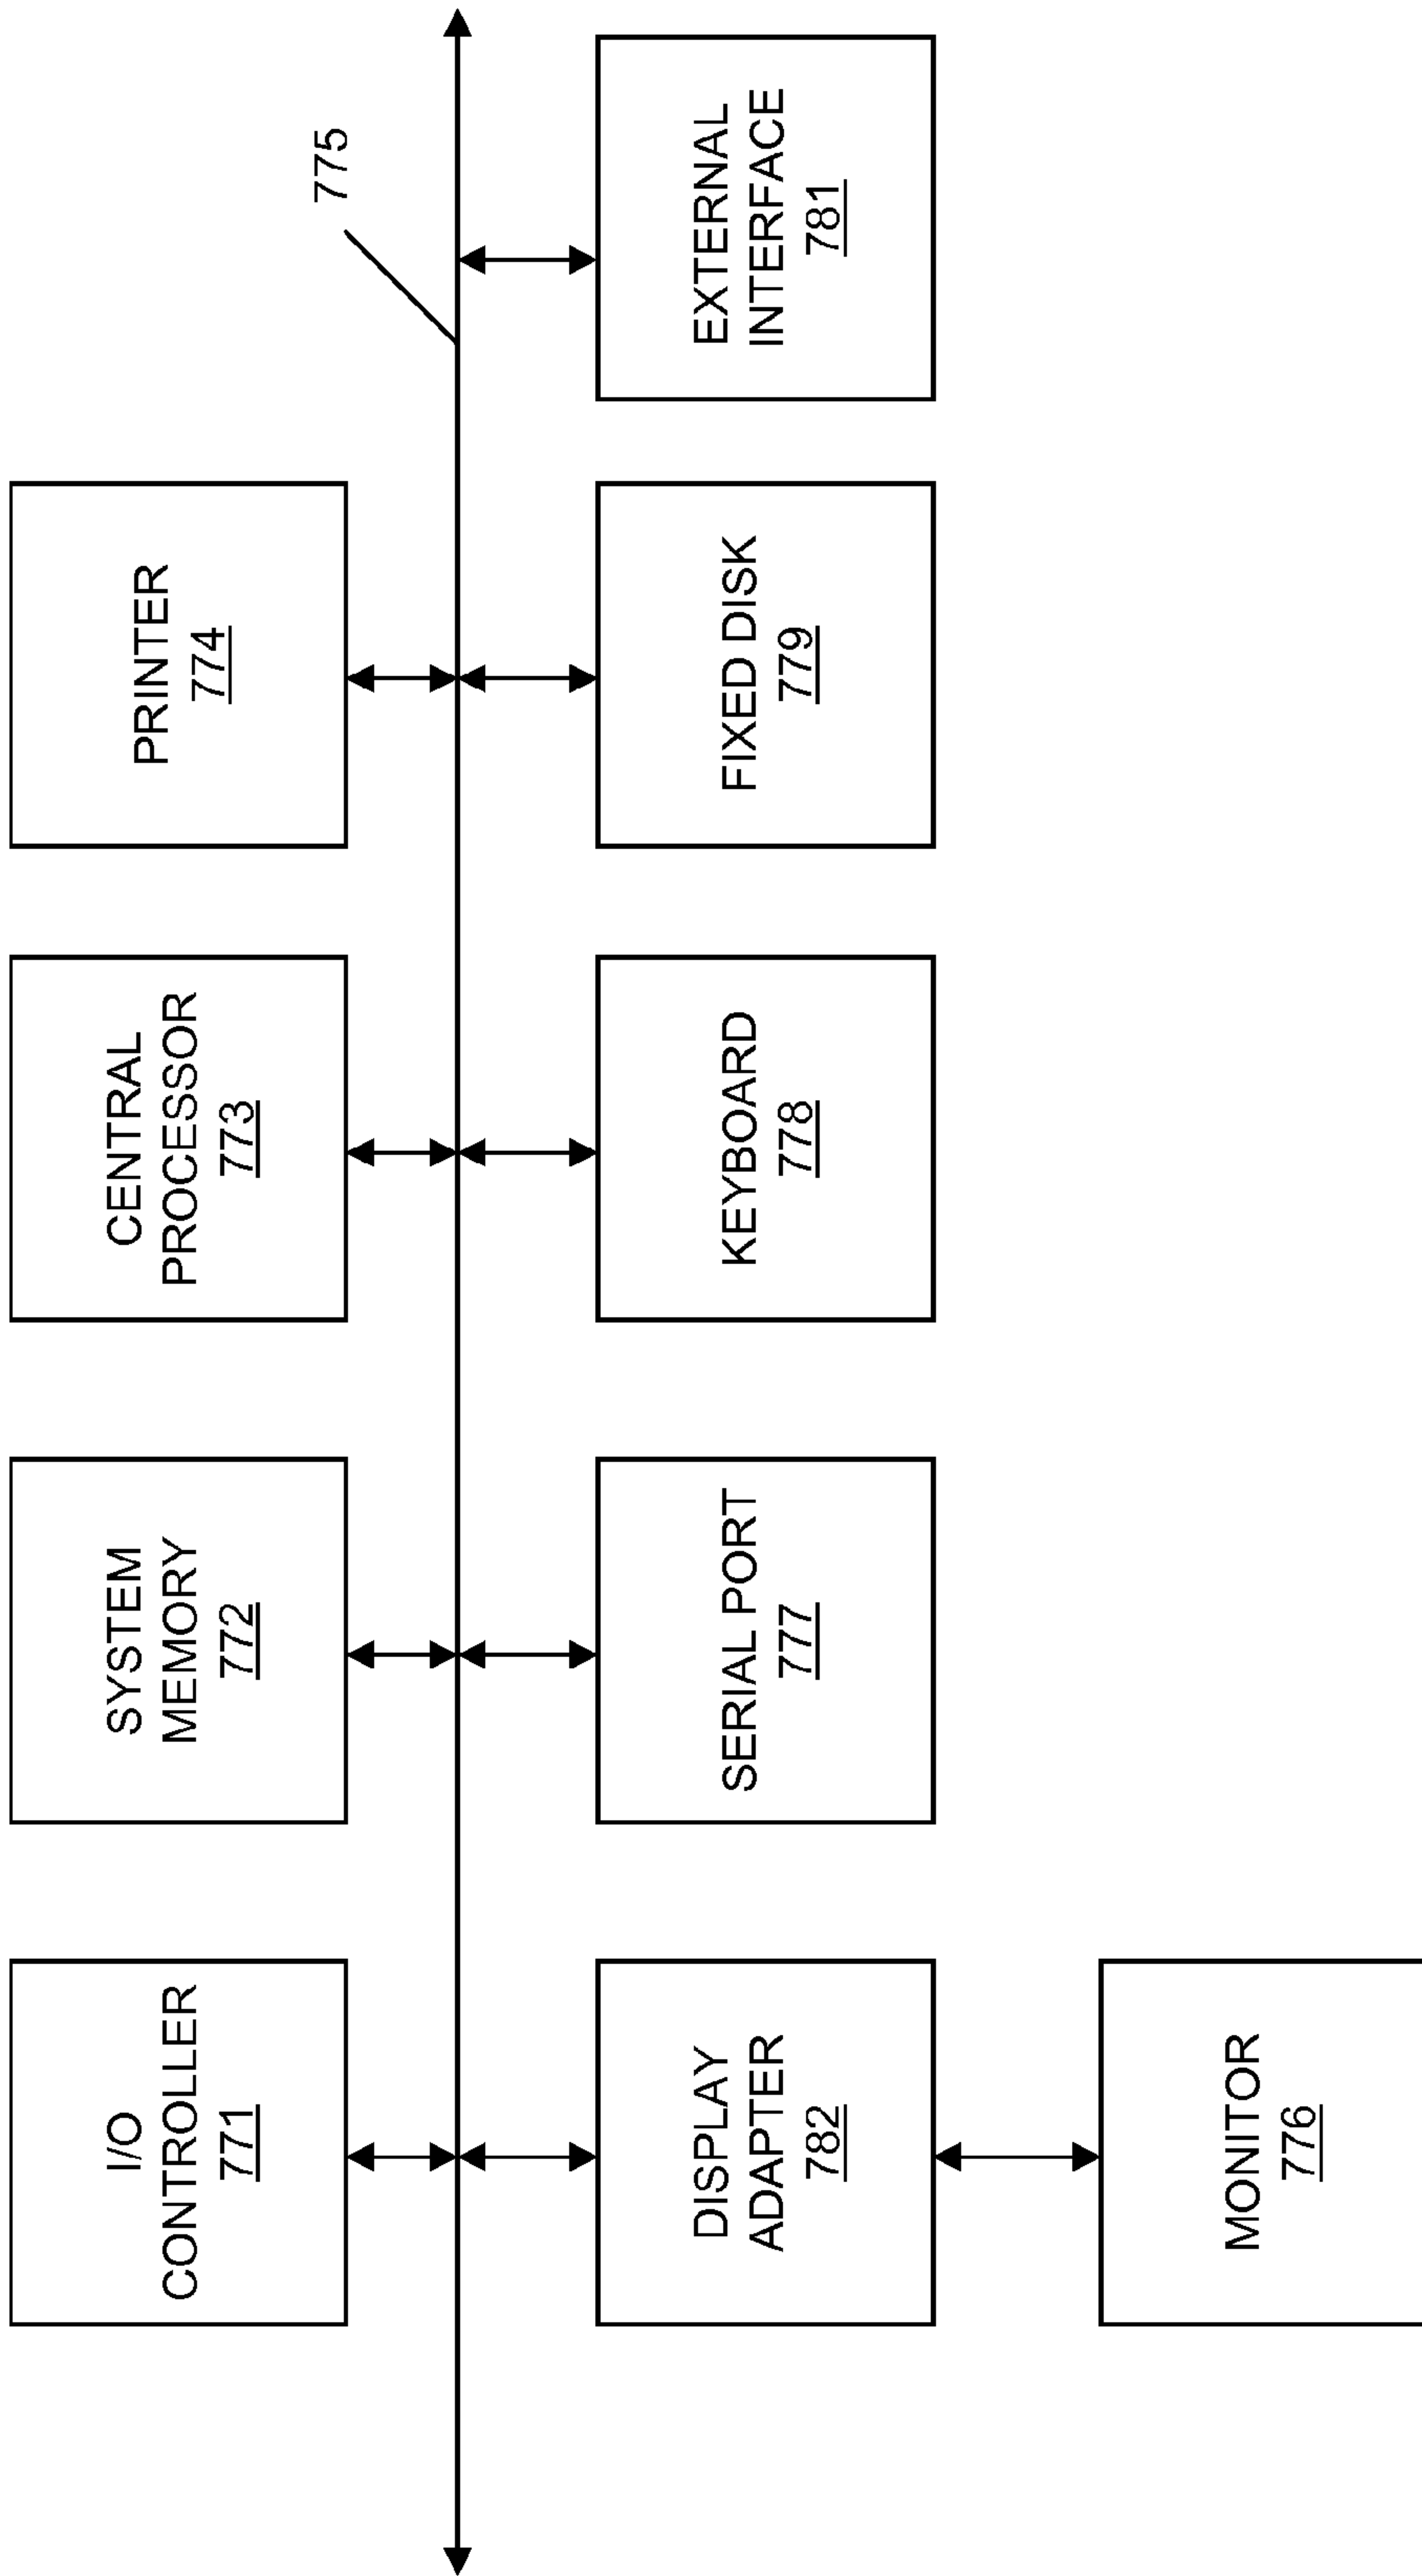 I/O
CONTROLLER
771
SYSTEM
MEMORY
772
CENTRAL
PROCESSOR
773
PRINTER
774
775
DISPLAY
ADAPTER
782
SERIAL PORT
777
KEYBOARD
778
FIXED DISK
779
EXTERNAL
INTERFACE
781
MONITOR
776